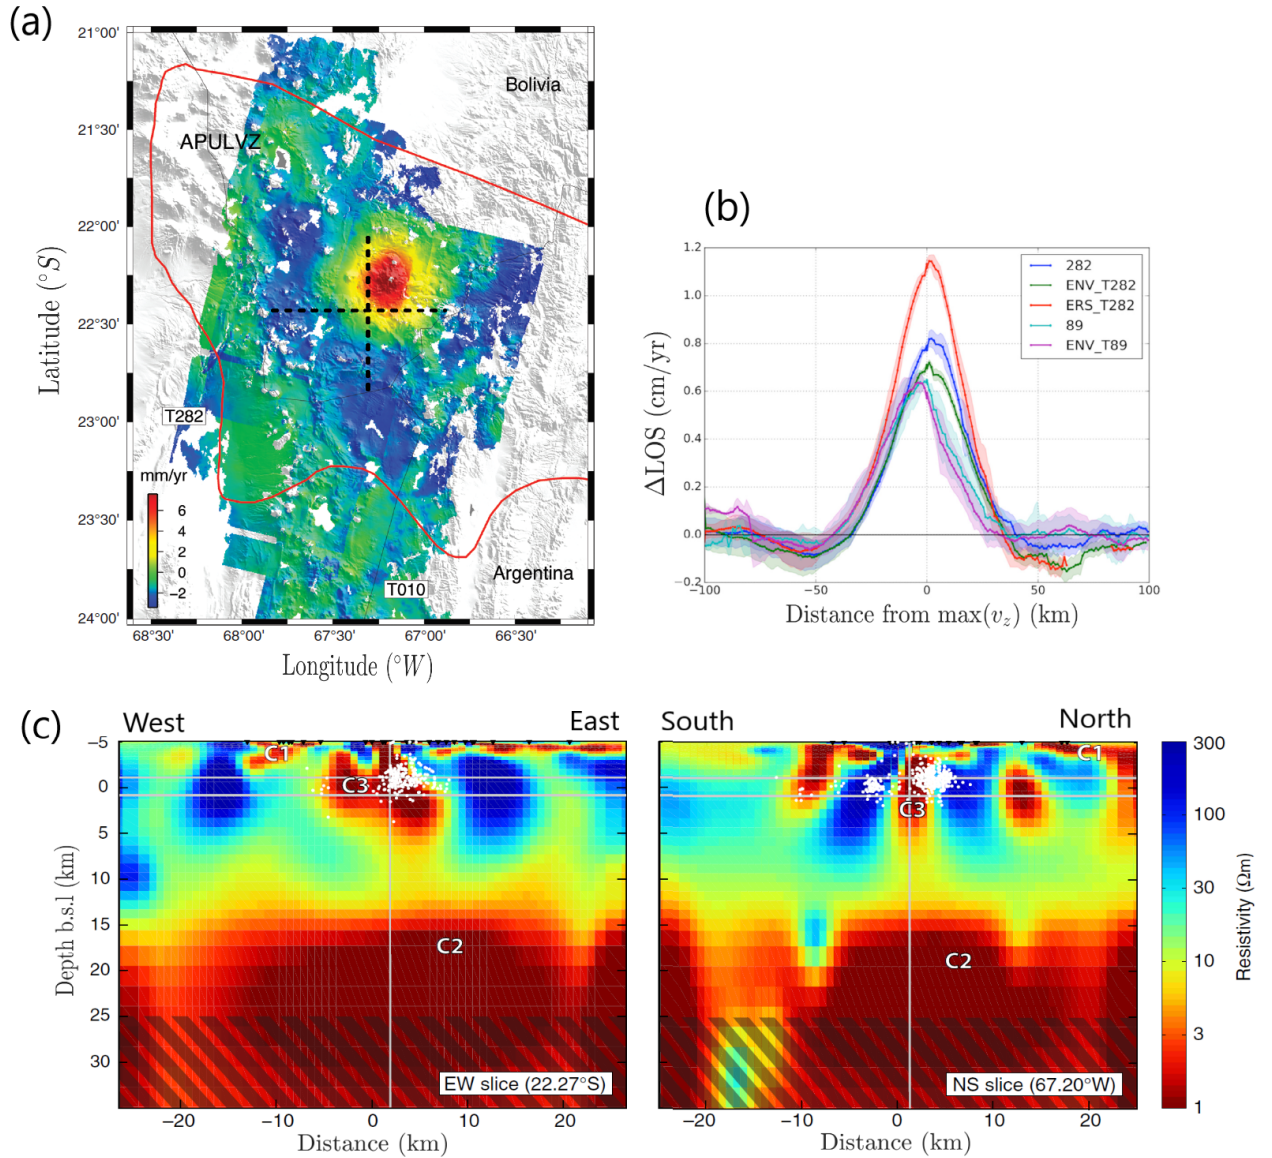 (a)
21°00'
21°30'
22°00'
22°30'
23°00'
23°30'
24°00'
Latitude (°S)
Bolivia
APULVZ
T282
mm/yr
6
4
2
0
−2
T010
Argentina
68°30'
68°00'
67°30'
67°00'
66°30'
Longitude (°W)
(b)
1.2
1.0
0.8
0.6
0.4
0.2
0.0
−0.2
ΔLOS (cm/yr)
282
ENV_T282
ERS_T282
89
ENV_T89
−100
−50
0
50
100
Distance from max(v_z) (km)
(c)
West
East
−5
0
5
10
15
20
25
30
Depth b.s.l (km)
C1
C3
C2
EW slice (22.27°S)
−20
−10
0
10
20
Distance (km)
South
North
C1
C3
C2
NS slice (67.20°W)
−20
−10
0
10
20
Distance (km)
300
100
30
10
3
1
Resistivity (Ωm)